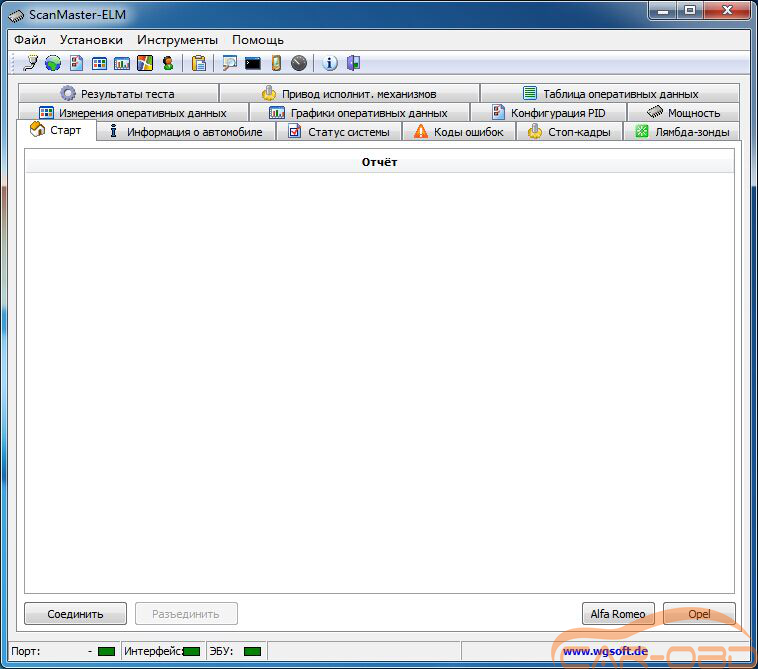 ScanMaster-ELM
Файл Установки Инструменты Помощь
Результаты теста Привод исполнит. механизмов Таблица оперативных данных
Измерения оперативных данных Графики оперативных данных Конфигурация PID Мощность
Старт Информация о автомобиле Статус системы Коды ошибок Стоп-кадры Лямбда-зонды
Отчёт
Соединить Разъединить Alfa Romeo Opel
Порт: - Интерфейс: ЭБУ: www.wgsoft.de
CAR-OBD